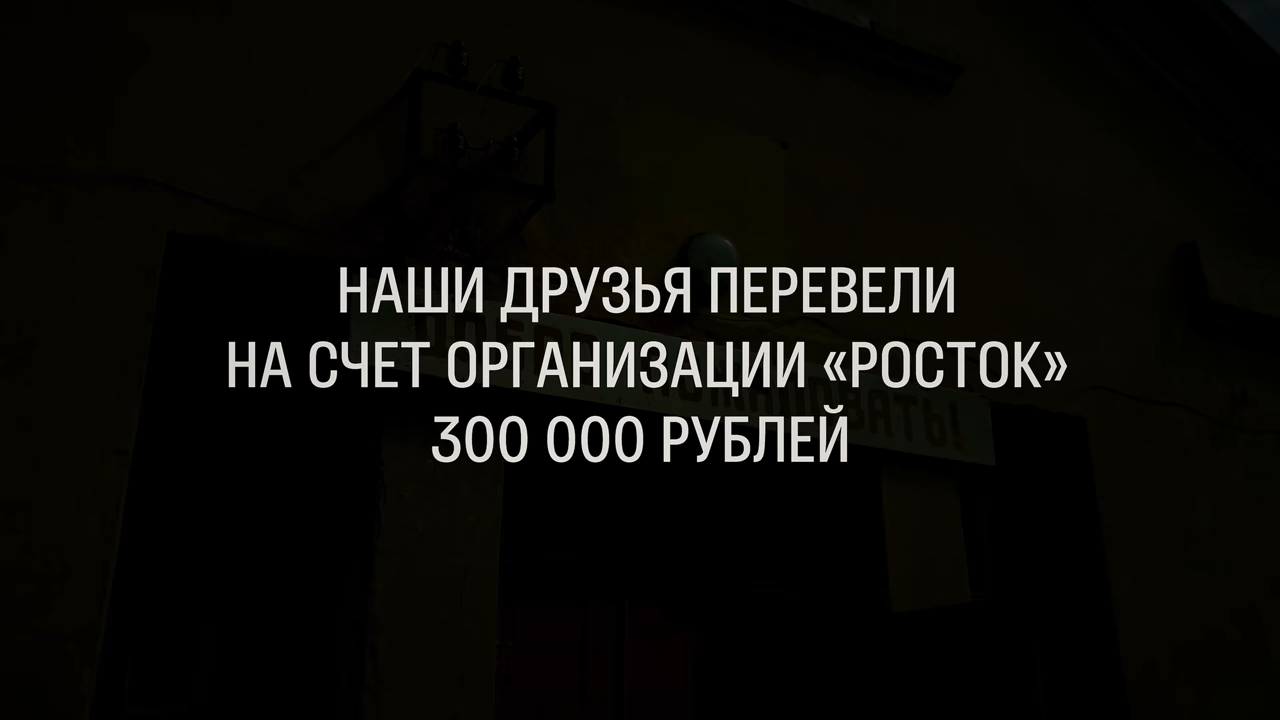 НАШИ ДРУЗЬЯ ПЕРЕВЕЛИ
НА СЧЕТ ОРГАНИЗАЦИИ «РОСТОК»
300 000 РУБЛЕЙ